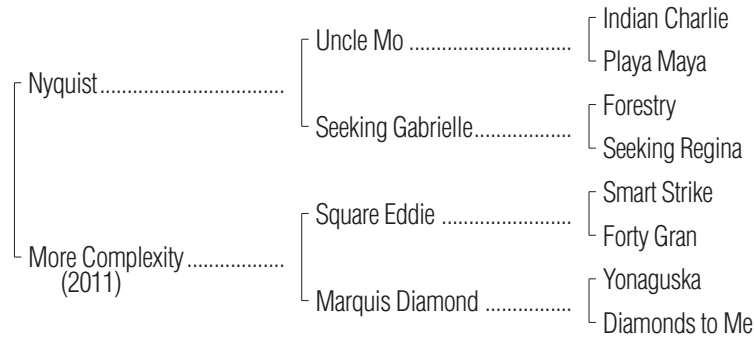 Indian Charlie
Uncle Mo ..............................
Playa Maya
Nyquist..................................
Forestry
Seeking Gabrielle..................
Seeking Regina
Smart Strike
Square Eddie ........................
Forty Gran
More Complexity ..................
(2011)
Yonaguska
Marquis Diamond ................
Diamonds to Me